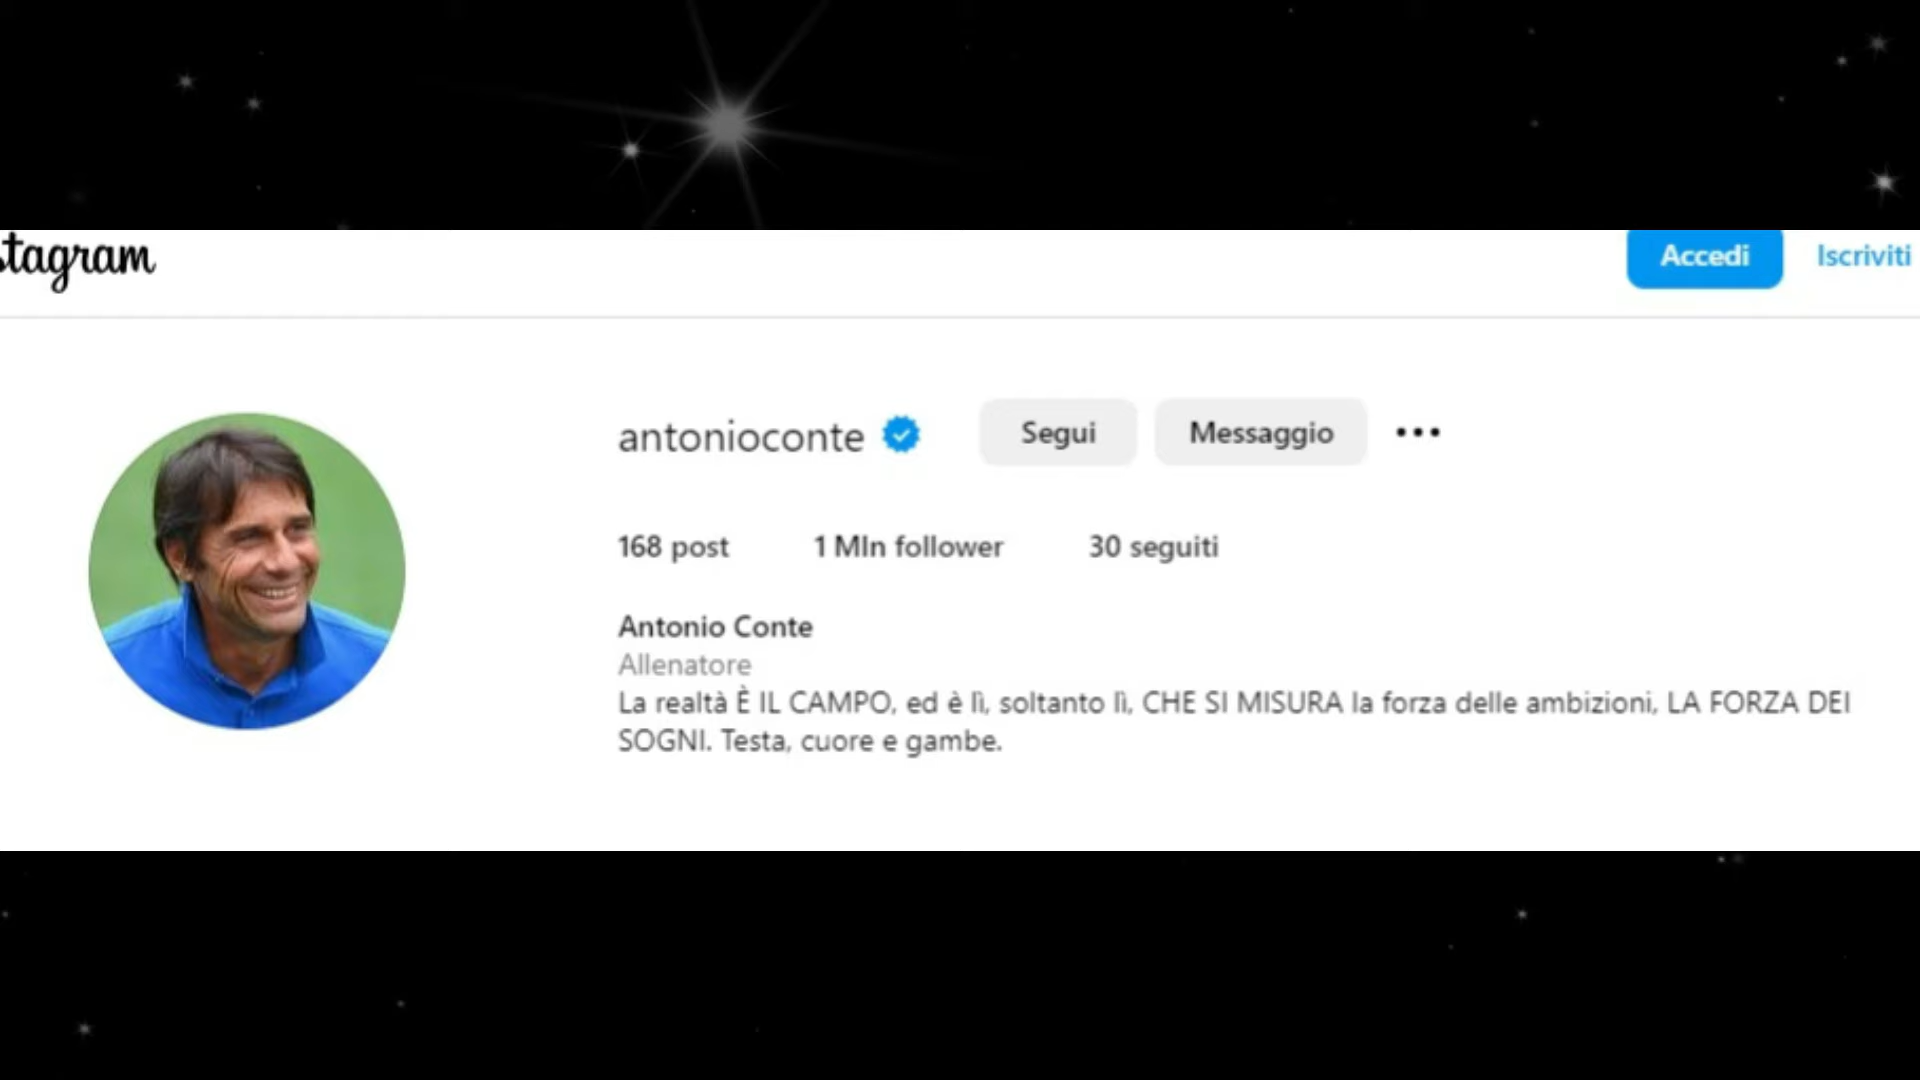 stagram
Accedi
Iscriviti
antonioconte
Segui
Messaggio
168 post
1 Mln follower
30 seguiti
Antonio Conte
Allenatore
La realtà È IL CAMPO, ed è lì, soltanto lì, CHE SI MISURA la forza delle ambizioni, LA FORZA DEI
SOGNI. Testa, cuore e gambe.